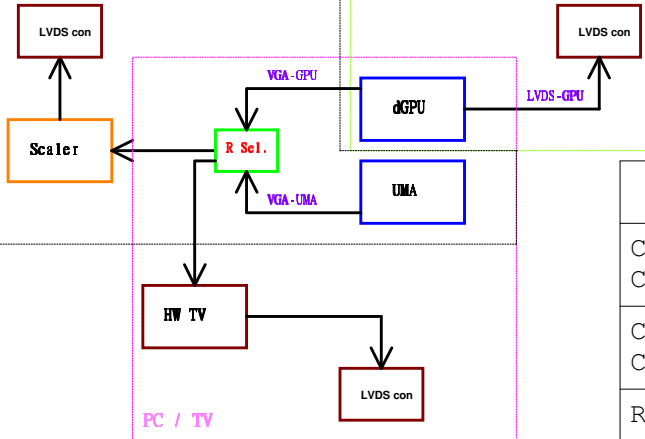 LVDS con
LVDS con
VGA-GPU
dGPU
LVDS-GPU
Scaler
R Sel.
UMA
VGA-UMA
C
C
C
C
HW TV
LVDS con
R
PC / TV